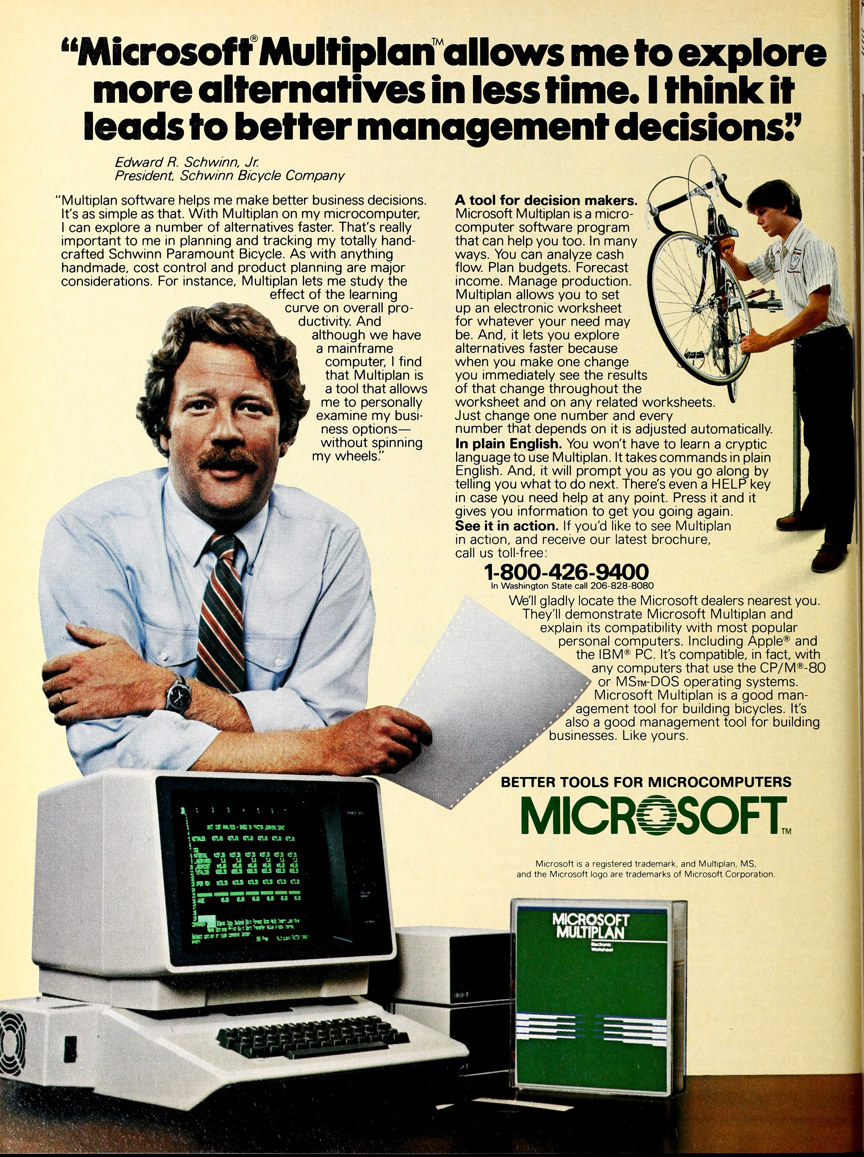 “Microsoft® Multiplan™ allows me to explore
more alternatives in less time. I think it
leads to better management decisions.”
Edward R. Schwinn, Jr.
President, Schwinn Bicycle Company
“Multiplan software helps me make better business decisions.
It’s as simple as that. With Multiplan on my microcomputer,
I can explore a number of alternatives faster. That’s really
important to me in planning and tracking my totally hand-
crafted Schwinn Paramount Bicycle. As with anything
handmade, cost control and product planning are major
considerations. For instance, Multiplan lets me study the
effect of the learning
curve on overall pro-
ductivity. And
although we have
a mainframe
computer, I find
that Multiplan is
a tool that allows
me to personally
examine my busi-
ness options—
without spinning
my wheels.”
A tool for decision makers.
Microsoft Multiplan is a micro-
computer software program
that can help you too. In many
ways. You can analyze cash
flow. Plan budgets. Forecast
income. Manage production.
Multiplan allows you to set
up an electronic worksheet
for whatever your need may
be. And, it lets you explore
alternatives faster because
when you make one change
you immediately see the results
of that change throughout the
worksheet and on any related worksheets.
Just change one number and every
number that depends on it is adjusted automatically.
In plain English. You won’t have to learn a cryptic
language to use Multiplan. It takes commands in plain
English. And, it will prompt you as you go along by
telling you what to do next. There’s even a HELP key
in case you need help at any point. Press it and it
gives you information to get you going again.
See it in action. If you’d like to see Multiplan
in action, and receive our latest brochure,
call us toll-free:
1-800-426-9400
In Washington State call 206-828-8080
We’ll gladly locate the Microsoft dealers nearest you.
They’ll demonstrate Microsoft Multiplan and
explain its compatibility with most popular
personal computers. Including Apple® and
the IBM® PC. It’s compatible, in fact, with
any computers that use the CP/M®-80
or MS™-DOS operating systems.
Microsoft Multiplan is a good man-
agement tool for building bicycles. It’s
also a good management tool for building
businesses. Like yours.
BETTER TOOLS FOR MICROCOMPUTERS
MICROSOFT™
Microsoft is a registered trademark, and Multiplan, MS,
and the Microsoft logo are trademarks of Microsoft Corporation.
MICROSOFT
MULTIPLAN
Electronic
Worksheet